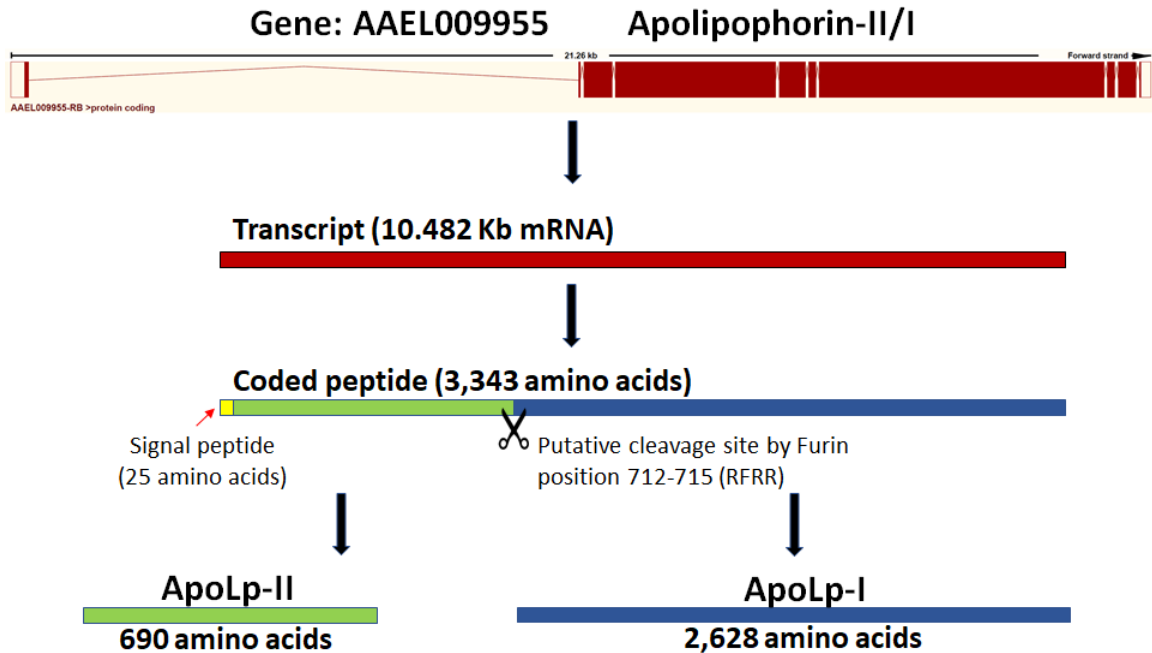 Gene: AAEL009955 Apolipophorin-II/I
21.26 kb Forward strand
AAEL009955-RB >protein coding
Transcript (10.482 Kb mRNA)
Coded peptide (3,343 amino acids)
Signal peptide
(25 amino acids)
Putative cleavage site by Furin
position 712-715 (RFRR)
ApoLp-II
690 amino acids
ApoLp-I
2,628 amino acids